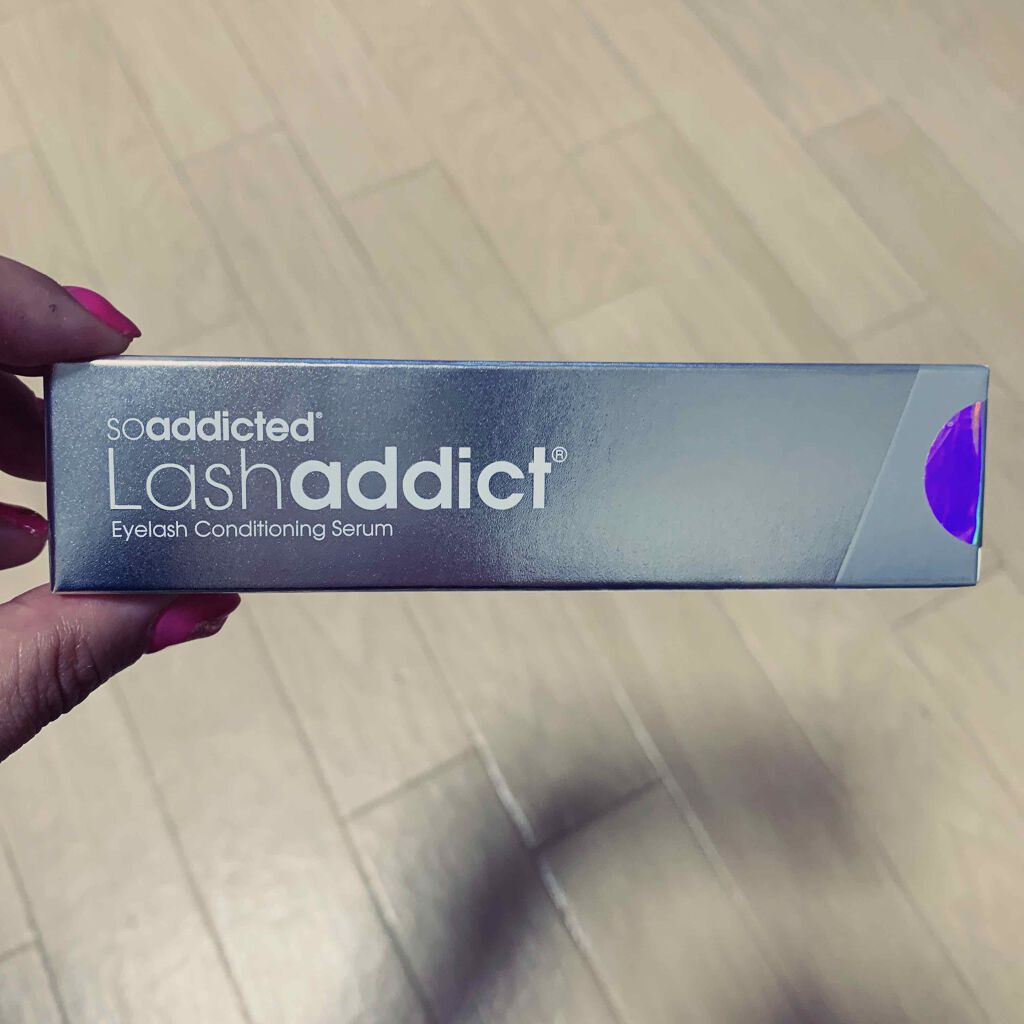 soaddicted®
Lashaddict®
Eyelash Conditioning Serum